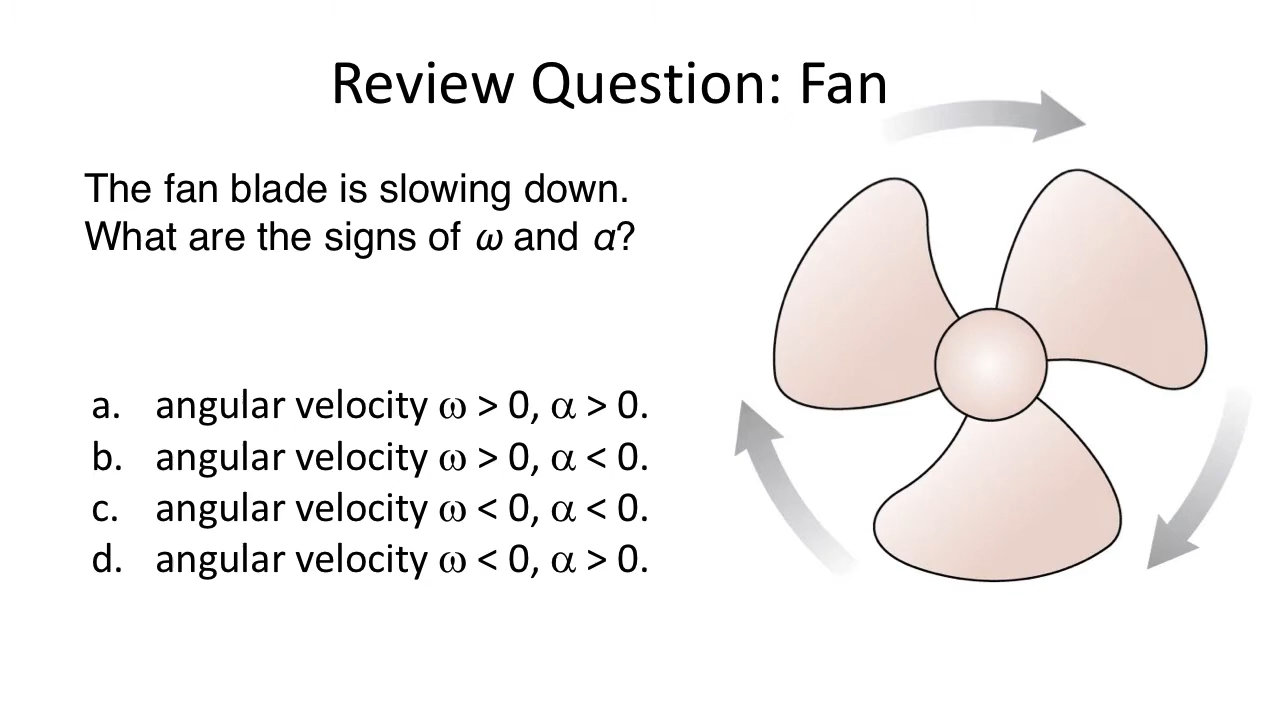 Review Question: Fan
The fan blade is slowing down.
What are the signs of ω and α?
a. angular velocity ω > 0, α > 0.
b. angular velocity ω > 0, α < 0.
c. angular velocity ω < 0, α < 0.
d. angular velocity ω < 0, α > 0.